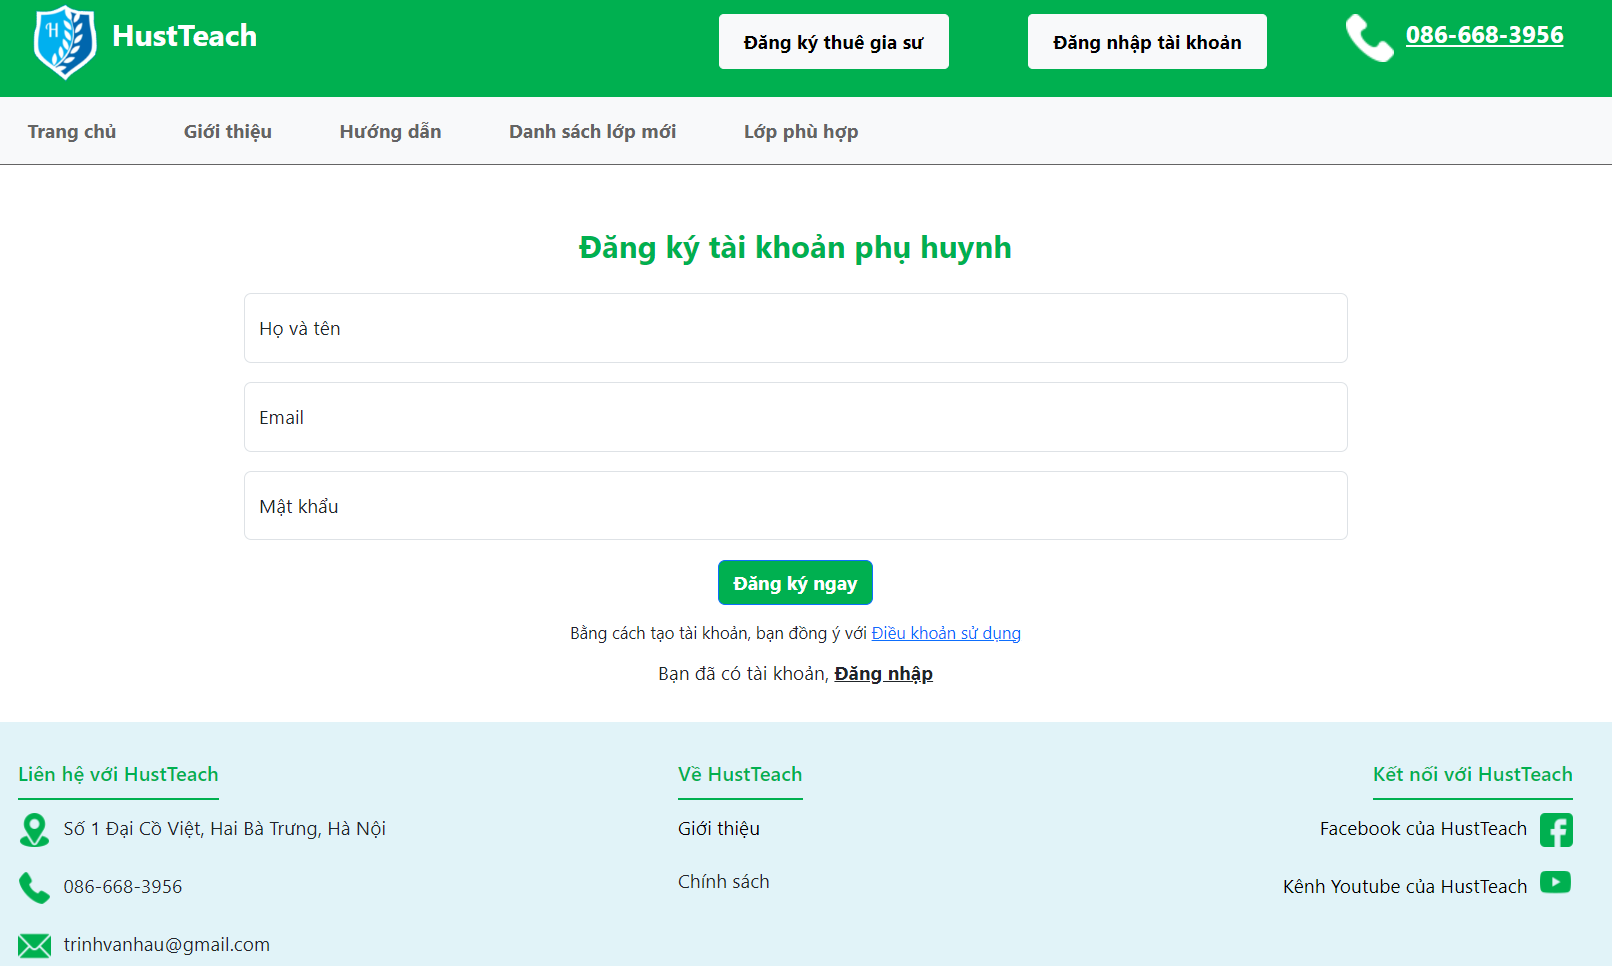 H
HustTeach
Đăng ký thuê gia sư
Đăng nhập tài khoản
086-668-3956
Trang chủ
Giới thiệu
Hướng dẫn
Danh sách lớp mới
Lớp phù hợp
Đăng ký tài khoản phụ huynh
Họ và tên
Email
Mật khẩu
Đăng ký ngay
Bằng cách tạo tài khoản, bạn đồng ý với Điều khoản sử dụng
Bạn đã có tài khoản, Đăng nhập
Liên hệ với HustTeach
Số 1 Đại Cồ Việt, Hai Bà Trưng, Hà Nội
086-668-3956
trinhvanhau@gmail.com
Về HustTeach
Giới thiệu
Chính sách
Kết nối với HustTeach
Facebook của HustTeach
Kênh Youtube của HustTeach